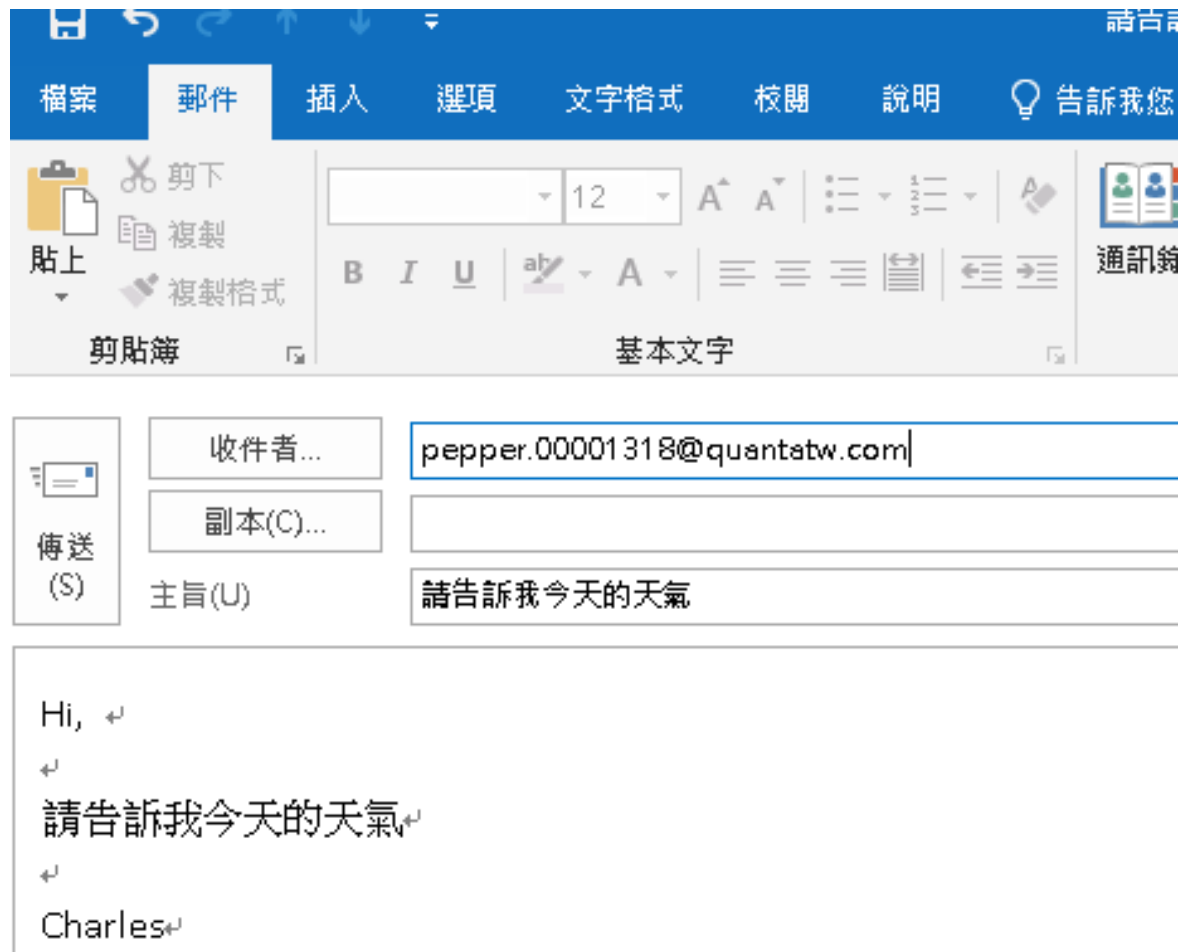 請告
檔案 郵件 插入 選項 文字格式 校閱 說明 告訴我您
剪下
複製
貼上
複製格式
12
B I U ab A
通訊錄
剪貼簿 基本文字
收件者... pepper.00001318@quantatw.com
副本(C)...
傳送
(S)
主旨(U) 請告訴我今天的天氣
Hi,
請告訴我今天的天氣
Charles